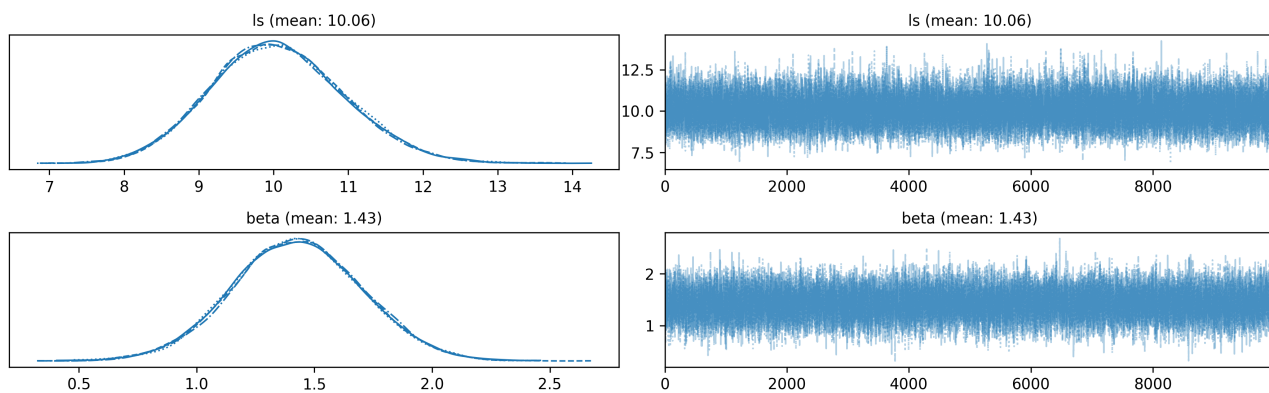 ls (mean: 10.06)
7 8 9 10 11 12 13 14
ls (mean: 10.06)
12.5
10.0
7.5
0 2000 4000 6000 8000
beta (mean: 1.43)
0.5 1.0 1.5 2.0 2.5
beta (mean: 1.43)
2
1
0 2000 4000 6000 8000